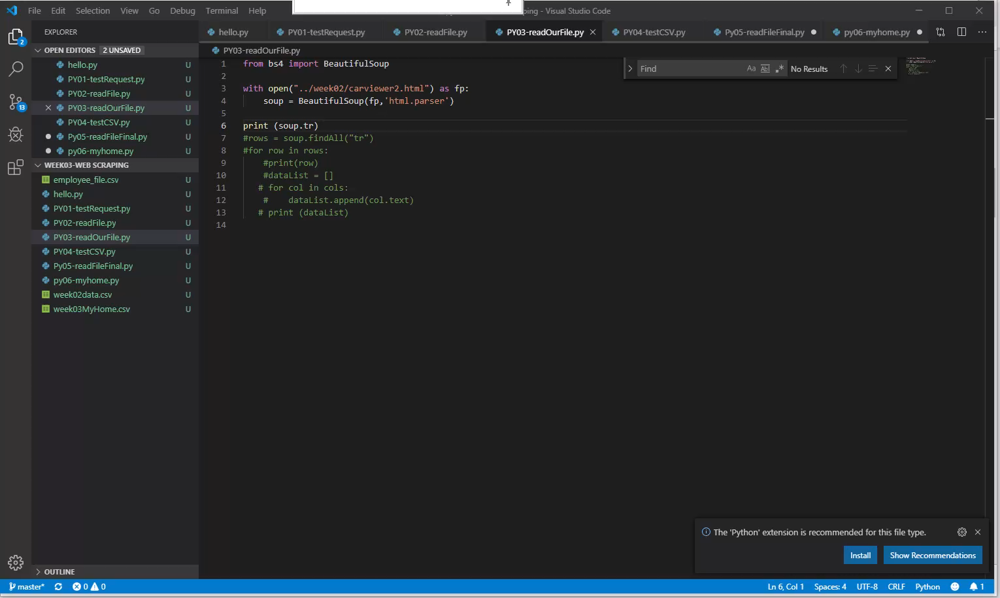 File Edit Selection View Go Debug Terminal Help
ping - Visual Studio Code
EXPLORER
hello.py PY01-testRequest.py PY02-readFile.py PY03-readOurFile.py PY04-testCSV.py Py05-readFileFinal.py py06-myhome.py
OPEN EDITORS 2 UNSAVED
hello.py U
PY01-testRequest.py U
PY02-readFile.py U
PY03-readOurFile.py U
PY04-testCSV.py U
Py05-readFileFinal.py U
py06-myhome.py U
WEEK03-WEB SCRAPING
employee_file.csv U
hello.py U
PY01-testRequest.py U
PY02-readFile.py U
PY03-readOurFile.py U
PY04-testCSV.py U
Py05-readFileFinal.py U
py06-myhome.py U
week02data.csv U
week03MyHome.csv U
OUTLINE
2
13
PY03-readOurFile.py
Find Aa Abl .* No Results
1 from bs4 import BeautifulSoup
2
3 with open("../week02/carviewer2.html") as fp:
4 soup = BeautifulSoup(fp,'html.parser')
5
6 print (soup.tr)
7 #rows = soup.findAll("tr")
8 #for row in rows:
9 #print(row)
10 #dataList = []
11 # for col in cols:
12 # dataList.append(col.text)
13 # print (dataList)
14
The 'Python' extension is recommended for this file type.
Install Show Recommendations
master* 0 0 Ln 6, Col 1 Spaces: 4 UTF-8 CRLF Python 1